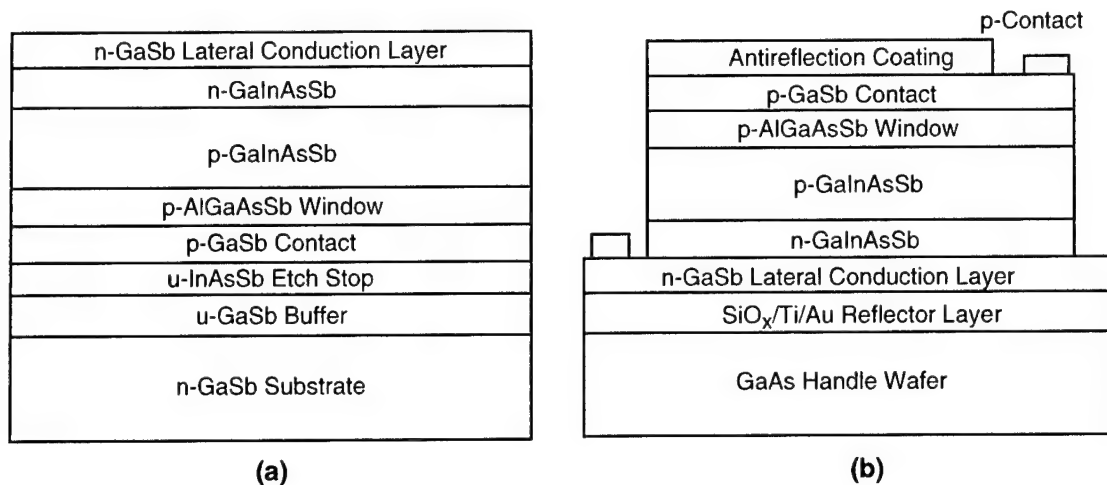 n-GaSb Lateral Conduction Layer
n-GaInAsSb
p-GaInAsSb
p-AlGaAsSb Window
p-GaSb Contact
u-InAsSb Etch Stop
u-GaSb Buffer
n-GaSb Substrate
(a)
p-Contact
Antireflection Coating
p-GaSb Contact
p-AlGaAsSb Window
p-GaInAsSb
n-GaInAsSb
n-GaSb Lateral Conduction Layer
SiOx/Ti/Au Reflector Layer
GaAs Handle Wafer
(b)